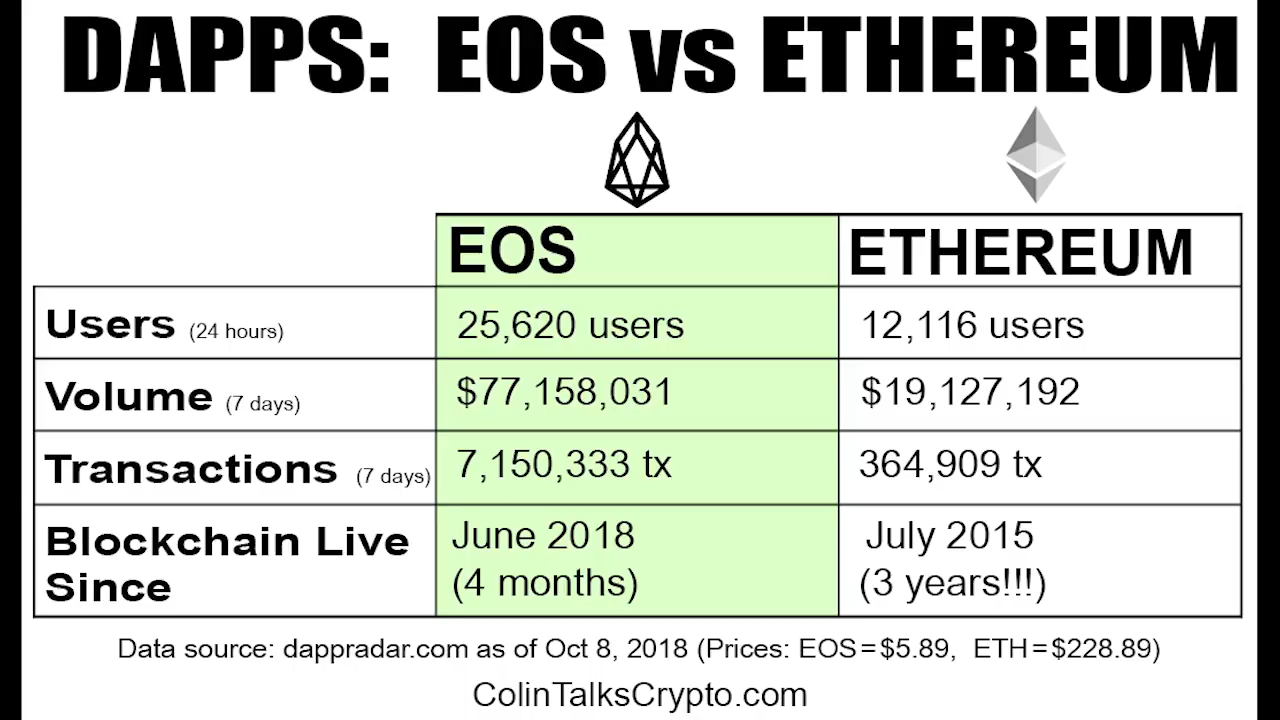 DAPPS: EOS vs ETHEREUM
EOS ETHEREUM
Users (24 hours) 25,620 users 12,116 users
Volume (7 days) $77,158,031 $19,127,192
Transactions (7 days) 7,150,333 tx 364,909 tx
Blockchain Live Since June 2018 (4 months) July 2015 (3 years!!!)
Data source: dappradar.com as of Oct 8, 2018 (Prices: EOS=$5.89, ETH=$228.89)
ColinTalksCrypto.com